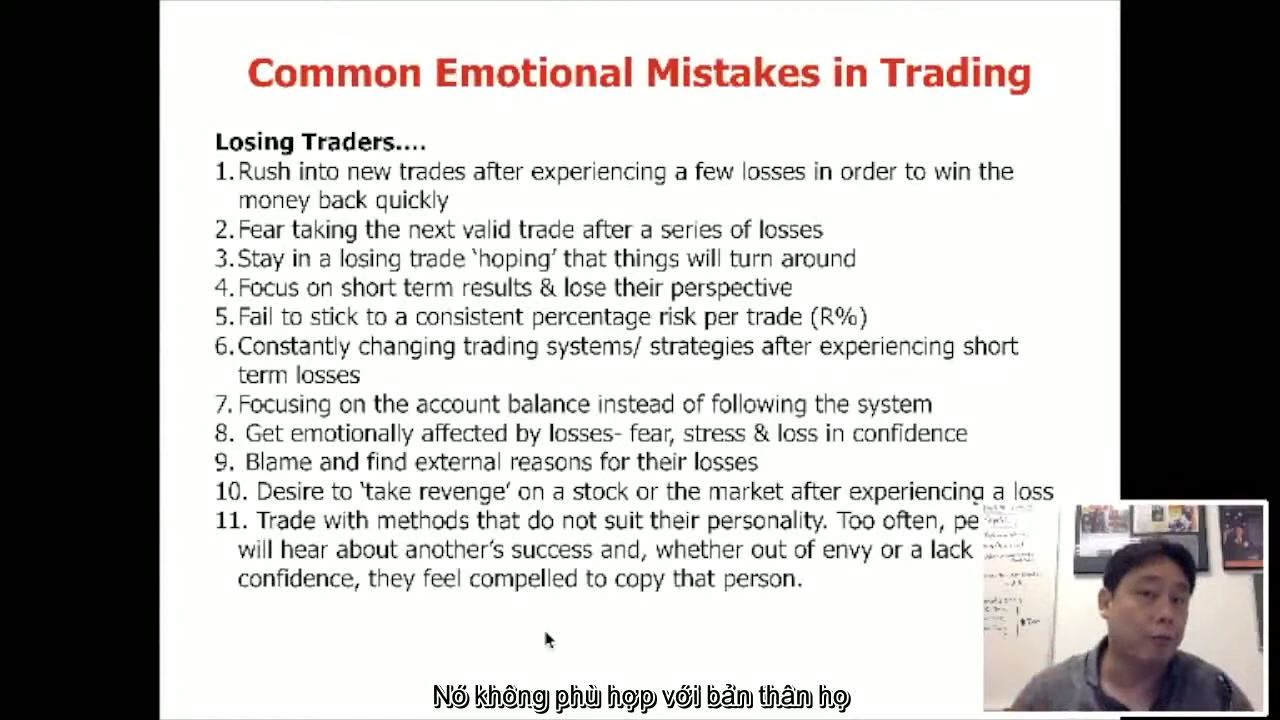 Common Emotional Mistakes in Trading
Losing Traders....
1. Rush into new trades after experiencing a few losses in order to win the
money back quickly
2. Fear taking the next valid trade after a series of losses
3. Stay in a losing trade ‘hoping’ that things will turn around
4. Focus on short term results & lose their perspective
5. Fail to stick to a consistent percentage risk per trade (R%)
6. Constantly changing trading systems/ strategies after experiencing short
term losses
7. Focusing on the account balance instead of following the system
8. Get emotionally affected by losses- fear, stress & loss in confidence
9. Blame and find external reasons for their losses
10. Desire to ‘take revenge’ on a stock or the market after experiencing a loss
11. Trade with methods that do not suit their personality. Too often, pe
will hear about another’s success and, whether out of envy or a lack
confidence, they feel compelled to copy that person.
Nó không phù hợp với bản thân họ